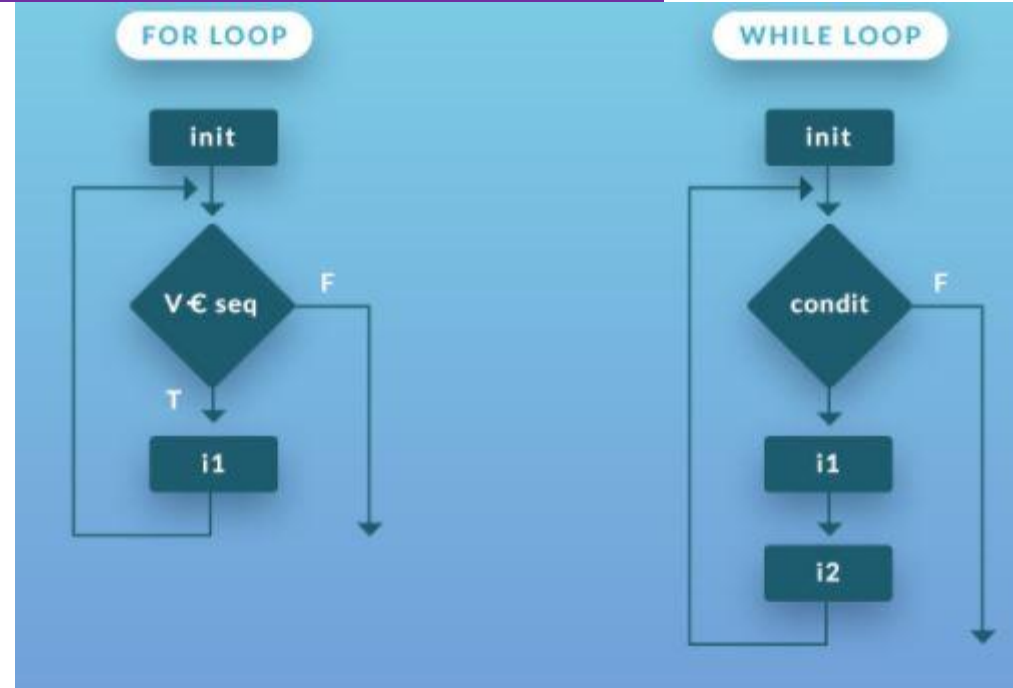 FOR LOOP
init
V € seq
F
T
i1
WHILE LOOP
init
condit
F
i1
i2